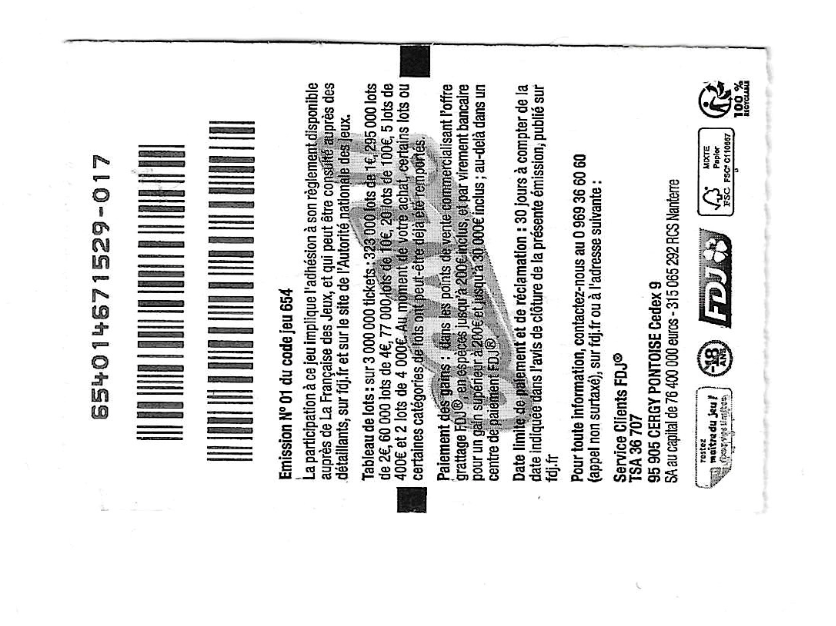 654014671529-017
Emission N° 01 du code jeu 654
La participation à ce jeu implique l'adhésion à son règlement disponible
auprès de La Française des Jeux, et qui peut être consulté auprès des
détaillants, sur fdj.fr et sur le site de l'Autorité nationale des jeux.
Tableau de lots : sur 3 000 000 tickets : 323 000 lots de 1€, 295 000 lots
de 2€, 60 000 lots de 4€, 77 000 lots de 10€, 20 lots de 100€, 5 lots de
400€ et 2 lots de 4 000€. Au moment de votre achat, certains lots ou
certaines catégories de lots ont peut-être déjà été remportés.
Paiement des gains : dans les points de vente commercialisant l'offre
grattage FDJ®, en espèces jusqu'à 200€ inclus, et par virement bancaire
pour un gain supérieur à 200€ et jusqu'à 30 000€ inclus ; au-delà dans un
centre de paiement FDJ®
Date limite de paiement et de réclamation : 30 jours à compter de la
date indiquée dans l'avis de clôture de la présente émission, publié sur
fdj.fr
Pour toute information, contactez-nous au 0 969 36 60 60
(appel non surtaxé), sur fdj.fr ou à l'adresse suivante :
Service Clients FDJ®
TSA 36 707
95 905 CERGY PONTOISE Cedex 9
SA au capital de 76 400 000 euros - 315 065 292 RCS Nanterre
restez
maître du jeu !
-18
ANS
FDJ
FSC
MIXTE
Papier
FSC® C110667
100 %
RECYCLABLE